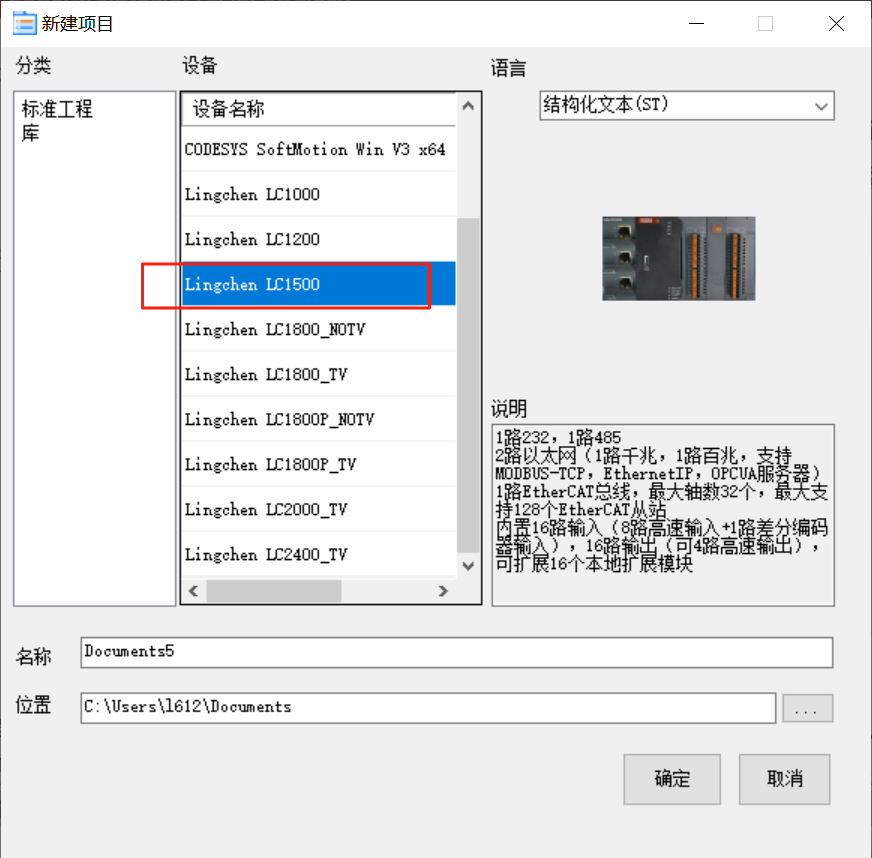 新建项目
分类
设备
语言
标准工程
库
设备名称
CODESYS SoftMotion Win V3 x64
Lingchen LC1000
Lingchen LC1200
Lingchen LC1500
Lingchen LC1800_NOTV
Lingchen LC1800_TV
Lingchen LC1800P_NOTV
Lingchen LC1800P_TV
Lingchen LC2000_TV
Lingchen LC2400_TV
结构化文本(ST)
说明
1路232，1路485
2路以太网（1路千兆，1路百兆，支持
MODBUS-TCP，EthernetIP，OPCUA服务器）
1路EtherCAT总线，最大轴数32个，最大支
持128个EtherCAT从站
内置16路输入（8路高速输入+1路差分编码
器输入），16路输出（可4路高速输出），
可扩展16个本地扩展模块
名称
Documents5
位置
C:\Users\l612\Documents
...
确定
取消